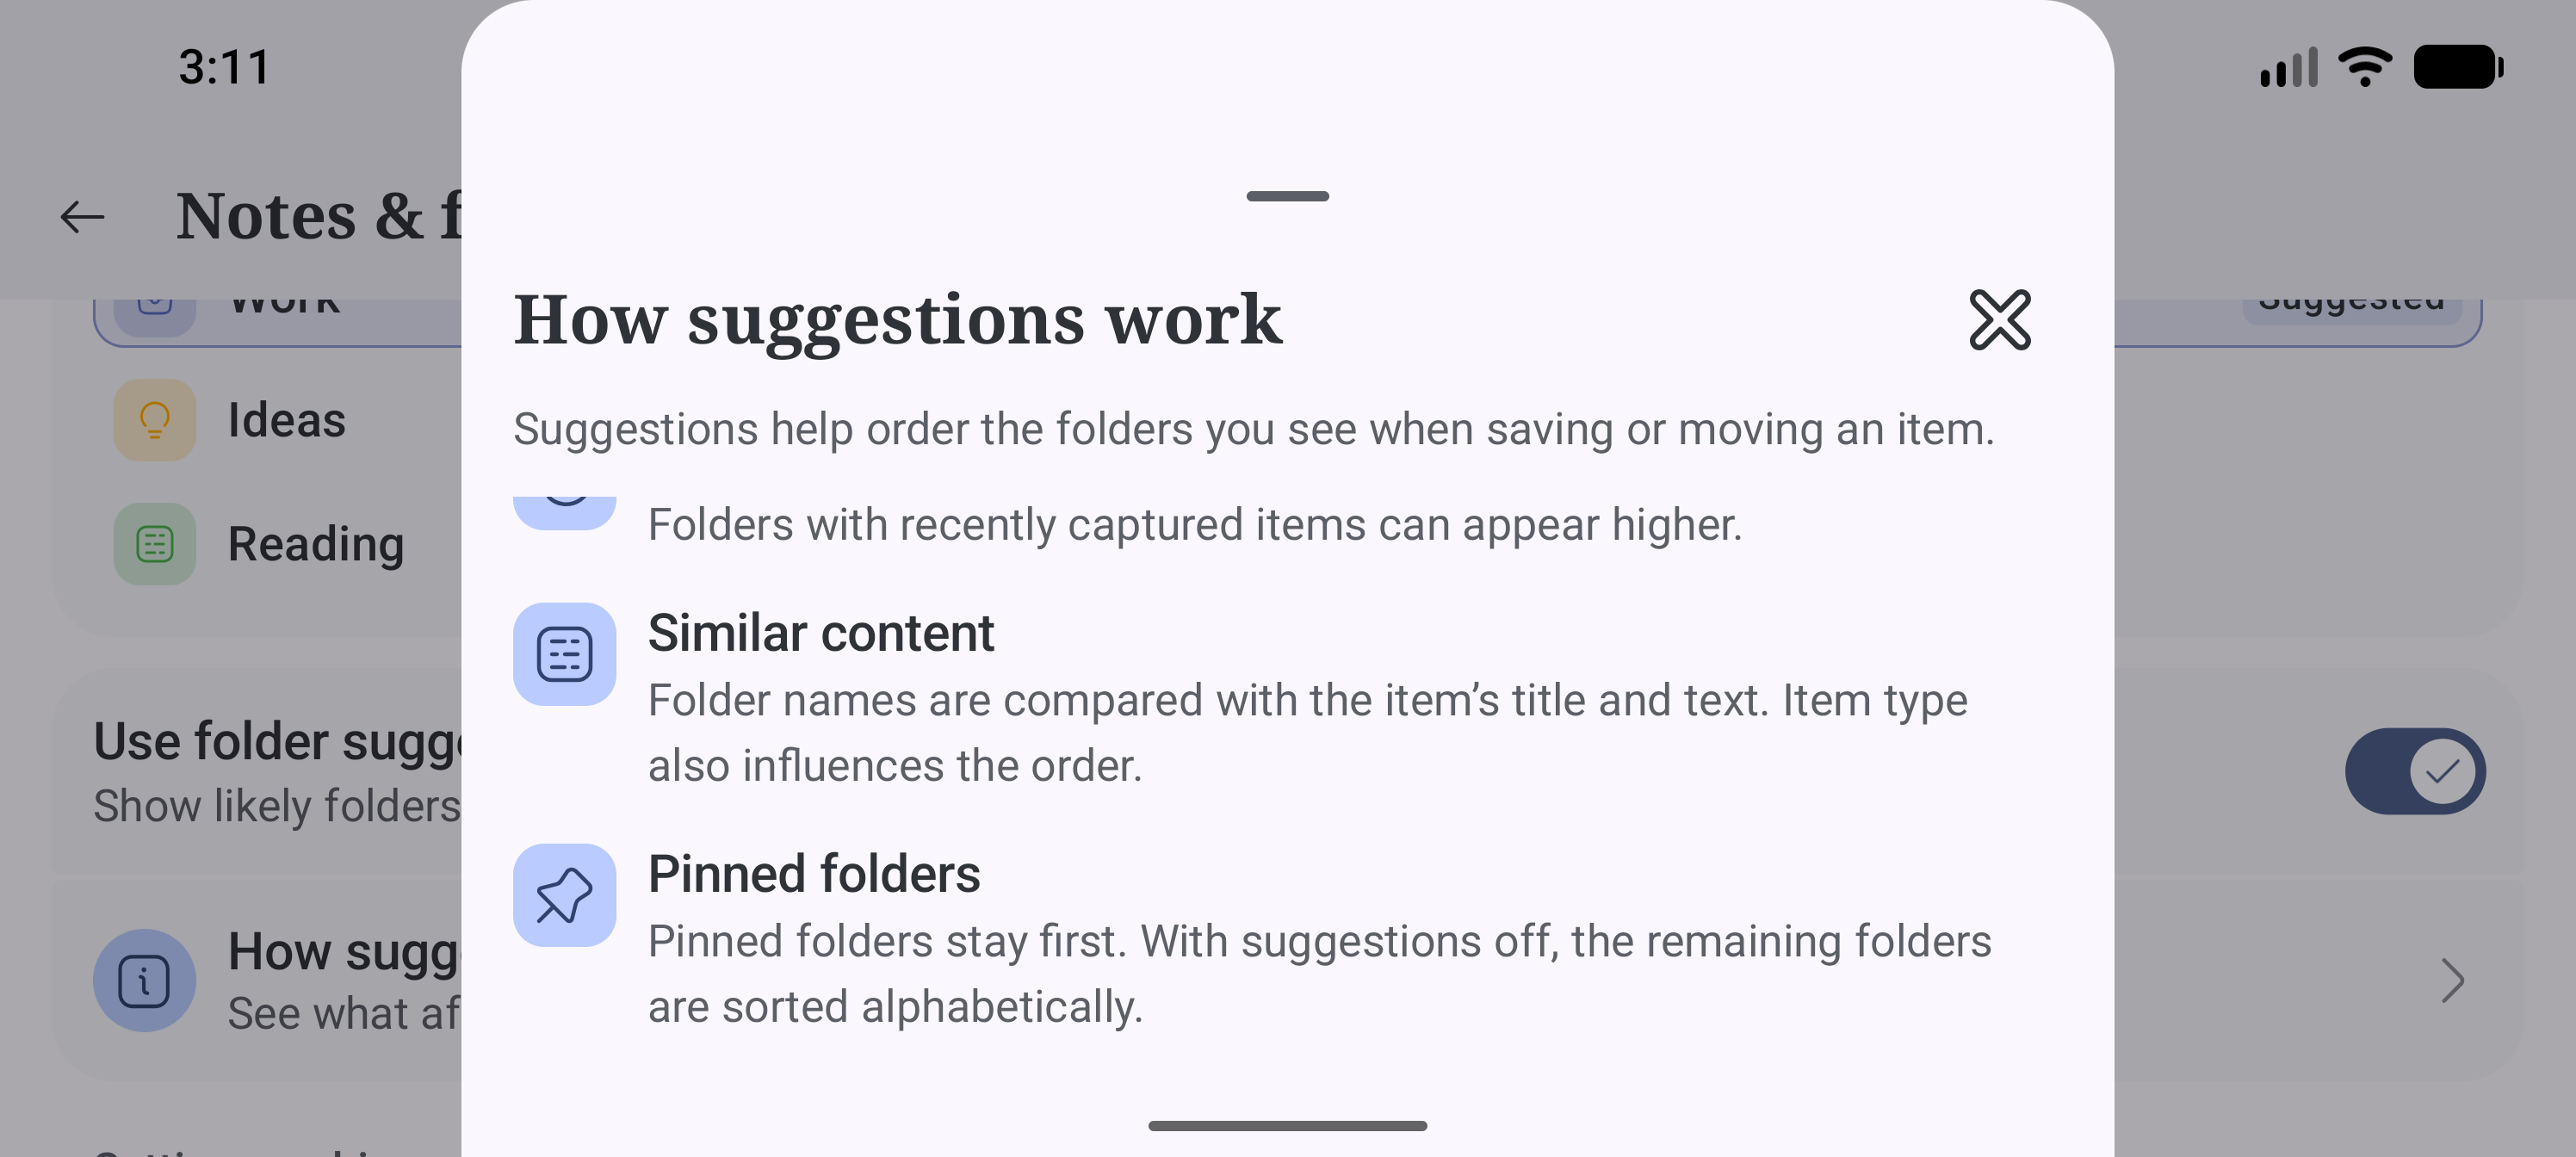 3:11
Notes & f
Work
Suggested
Ideas
Reading
Use folder sugge
Show likely folders
How sugg
See what af
How suggestions work
Suggestions help order the folders you see when saving or moving an item.
Folders with recently captured items can appear higher.
Similar content
Folder names are compared with the item’s title and text. Item type
also influences the order.
Pinned folders
Pinned folders stay first. With suggestions off, the remaining folders
are sorted alphabetically.